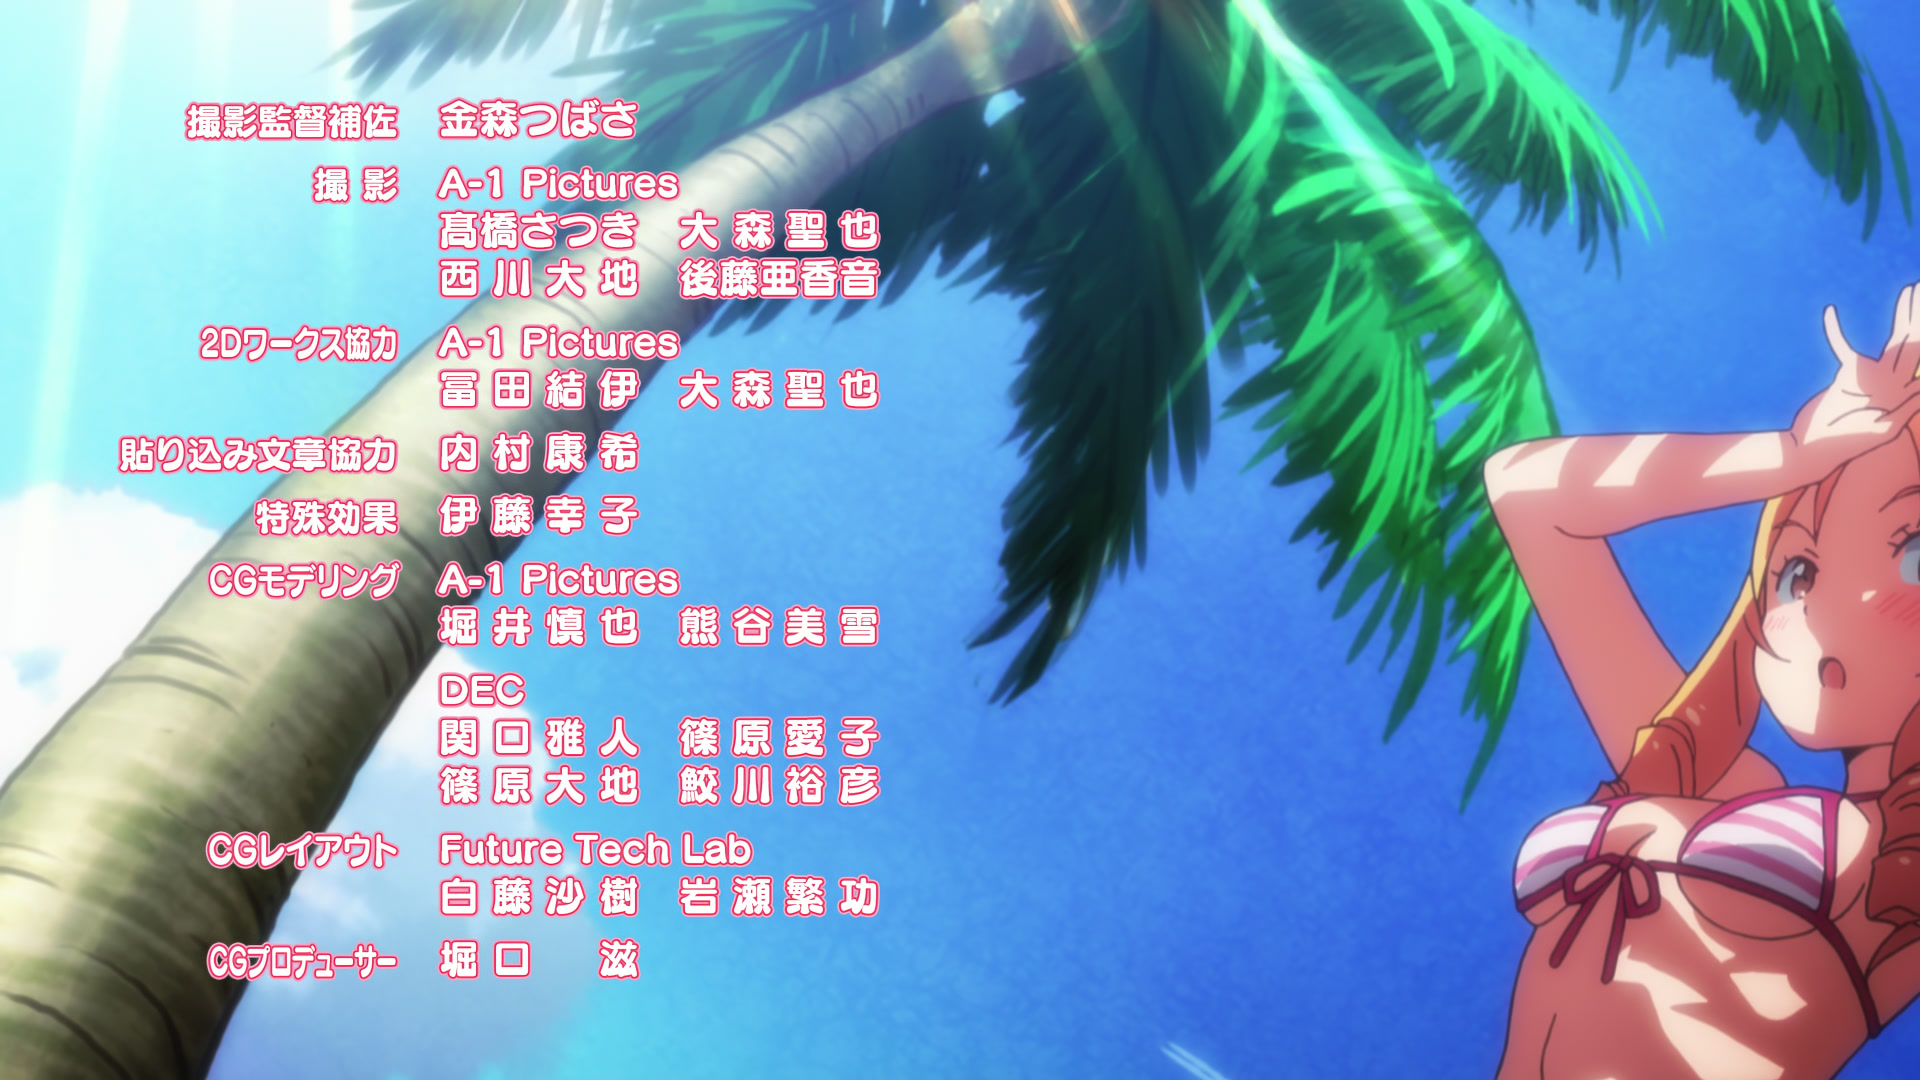 撮影監督補佐 金森つばさ
撮影 A-1 Pictures
髙橋さつき 大森聖也
西川大地 後藤亜香音
2Dワークス協力 A-1 Pictures
冨田結伊 大森聖也
貼り込み文章協力 内村康希
特殊効果 伊藤幸子
CGモデリング A-1 Pictures
堀井慎也 熊谷美雪
DEC
関口雅人 篠原愛子
篠原大地 鮫川裕彦
CGレイアウト Future Tech Lab
白藤沙樹 岩瀬繁功
CGプロデューサー 堀口 滋